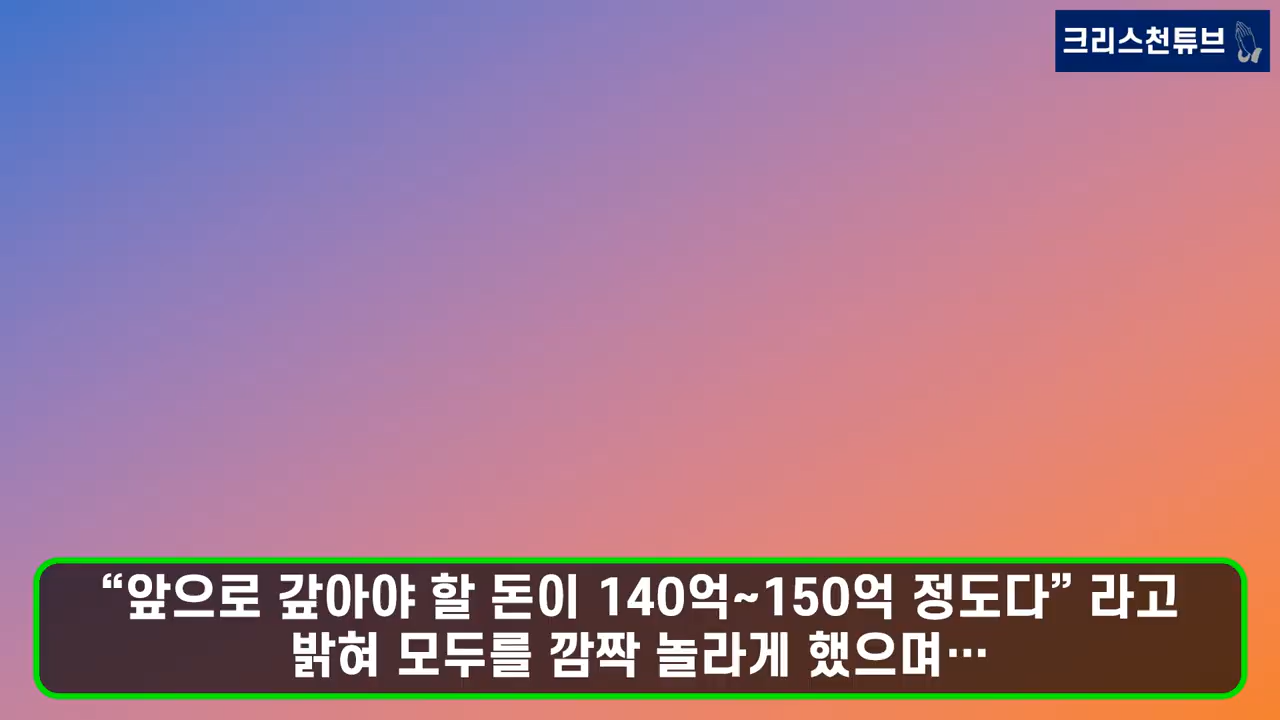 크리스천튜브
“앞으로 갚아야 할 돈이 140억~150억 정도다” 라고
밝혀 모두를 깜짝 놀라게 했으며…